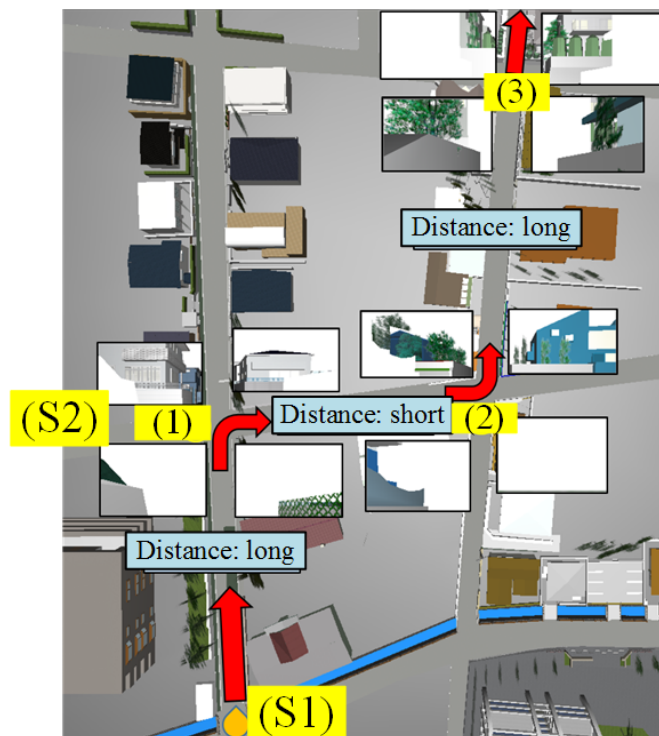 (3)
Distance: long
(S2)
(1)
Distance: short
(2)
Distance: long
(S1)